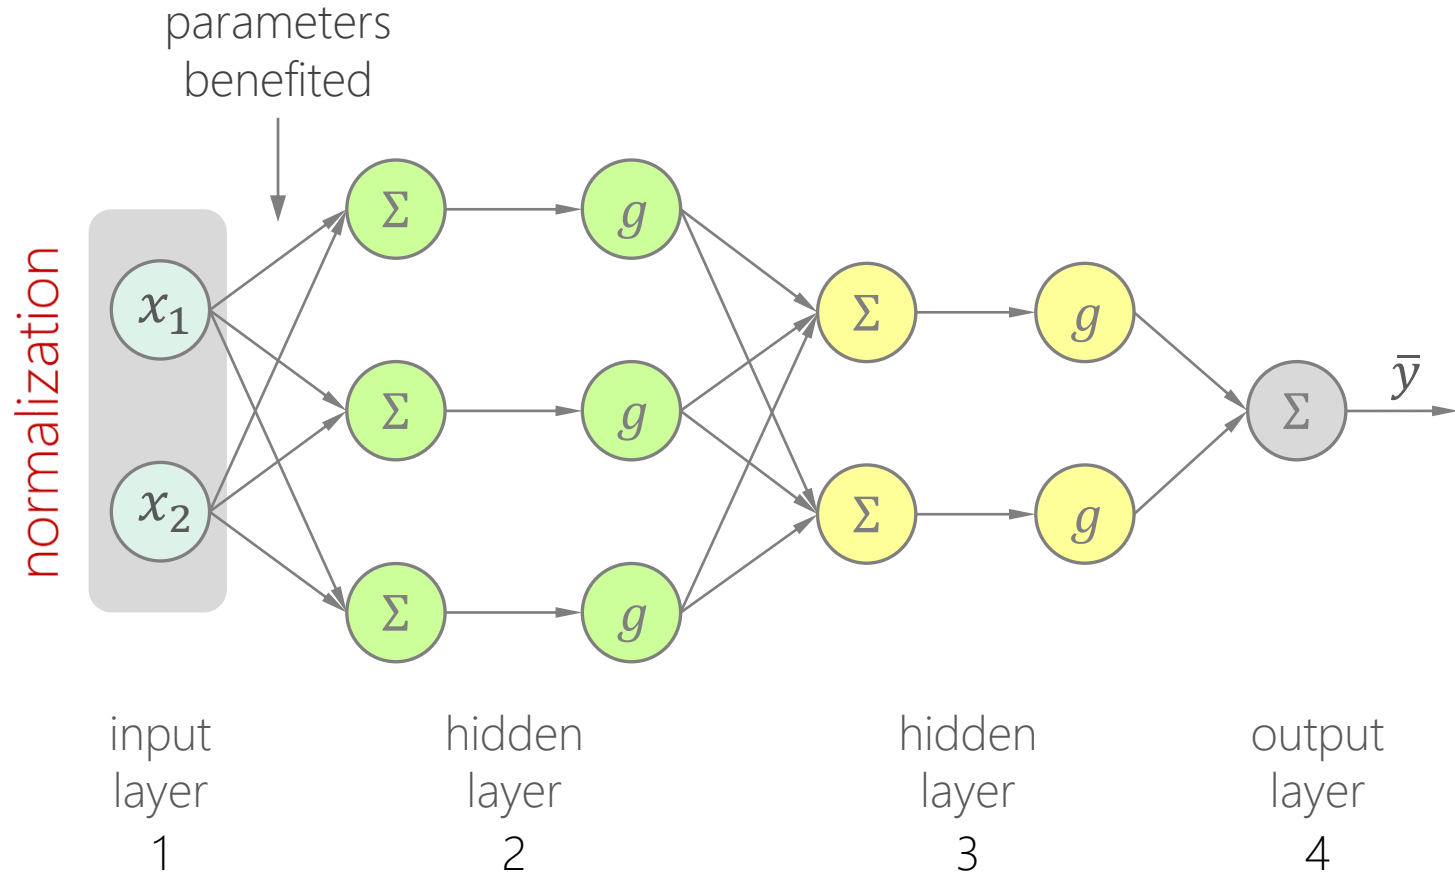 parameters
benefited
normalization
x₁
x₂
Σ
Σ
Σ
g
g
g
Σ
Σ
g
g
Σ
ȳ
input
layer
1
hidden
layer
2
hidden
layer
3
output
layer
4